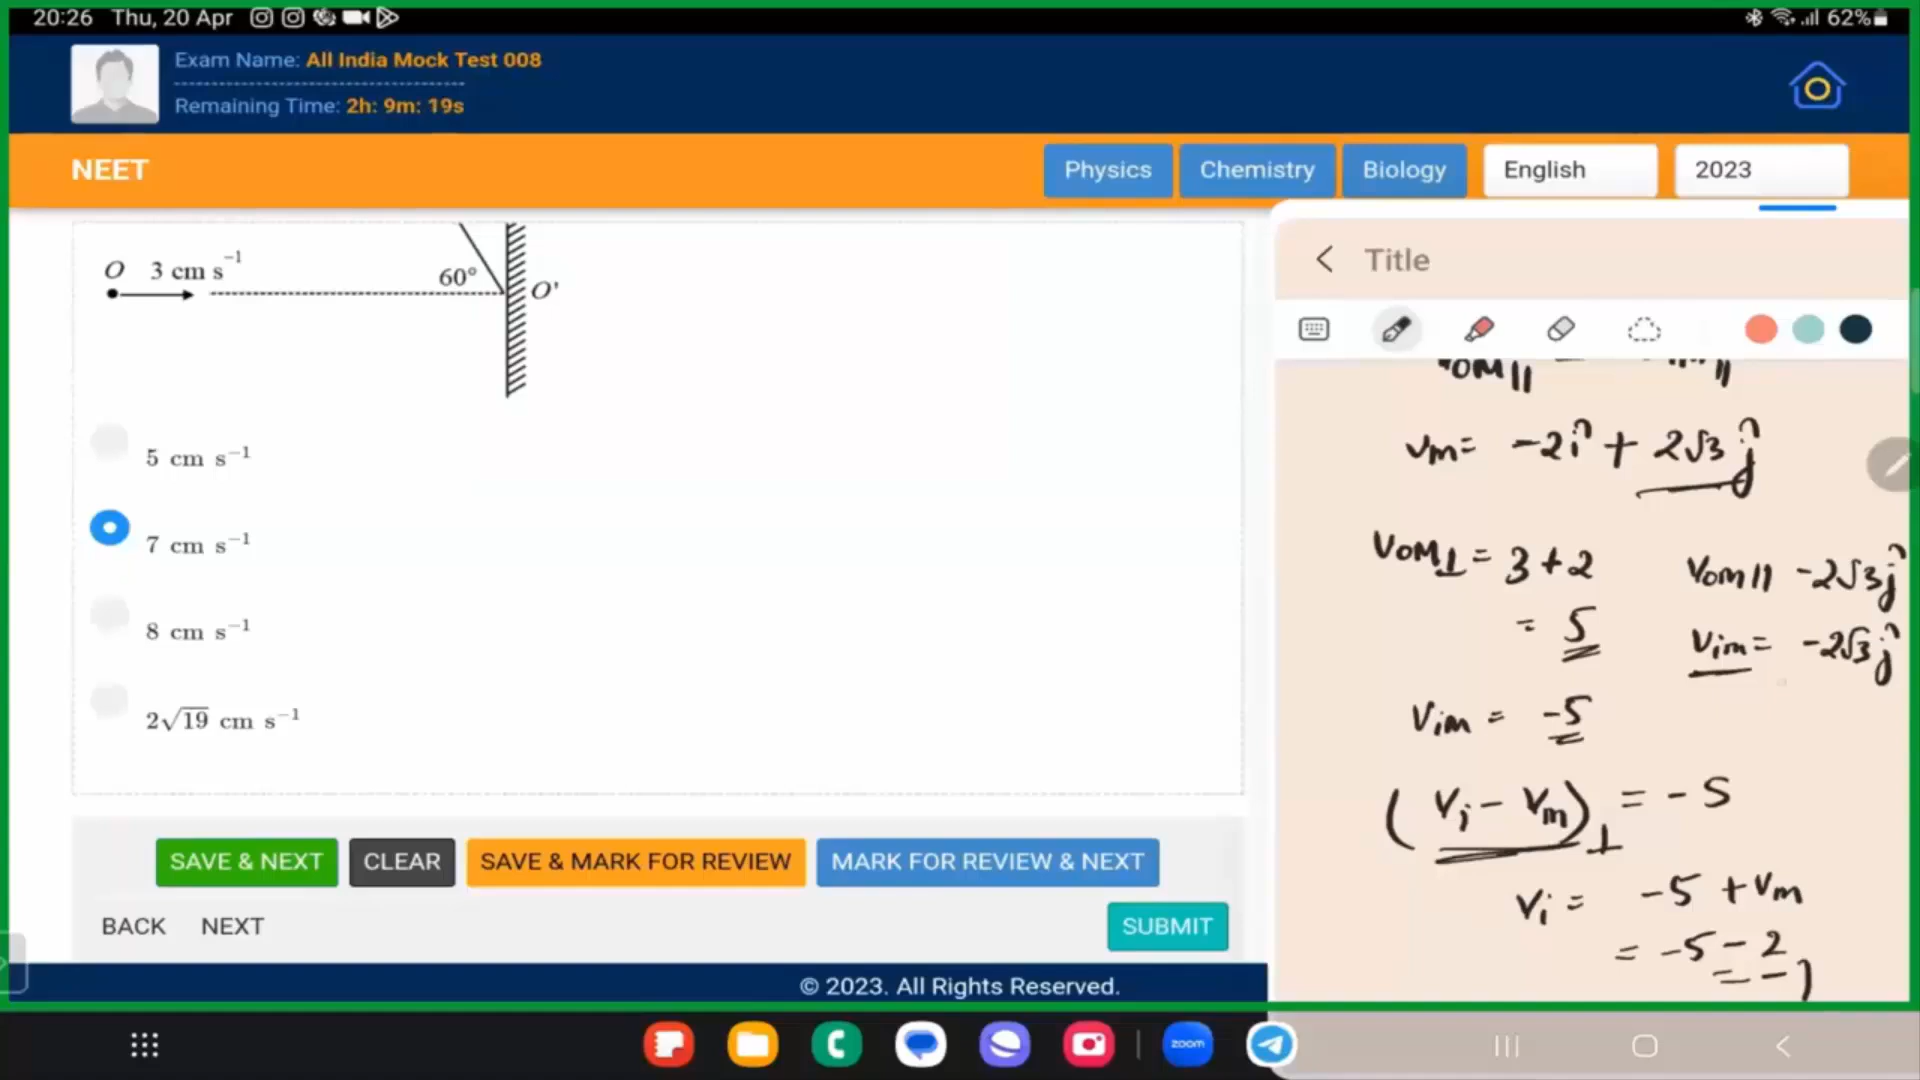 20:26 Thu, 20 Apr
62%
Exam Name: All India Mock Test 008
Remaining Time: 2h: 9m: 19s
NEET
Physics
Chemistry
Biology
English
2023
O 3 cm s⁻¹
60°
O'
5 cm s⁻¹
7 cm s⁻¹
8 cm s⁻¹
2√19 cm s⁻¹
SAVE & NEXT
CLEAR
SAVE & MARK FOR REVIEW
MARK FOR REVIEW & NEXT
BACK
NEXT
SUBMIT
© 2023. All Rights Reserved.
Title
vm = -2î + 2√3 ĵ
VOM⊥ = 3 + 2
= 5
VOM|| -2√3 ĵ
Vim = -2√3 ĵ
Vim = -5
(Vi - Vm)⊥ = -5
Vi = -5 + Vm
= -5 - 2
= -7
zoom